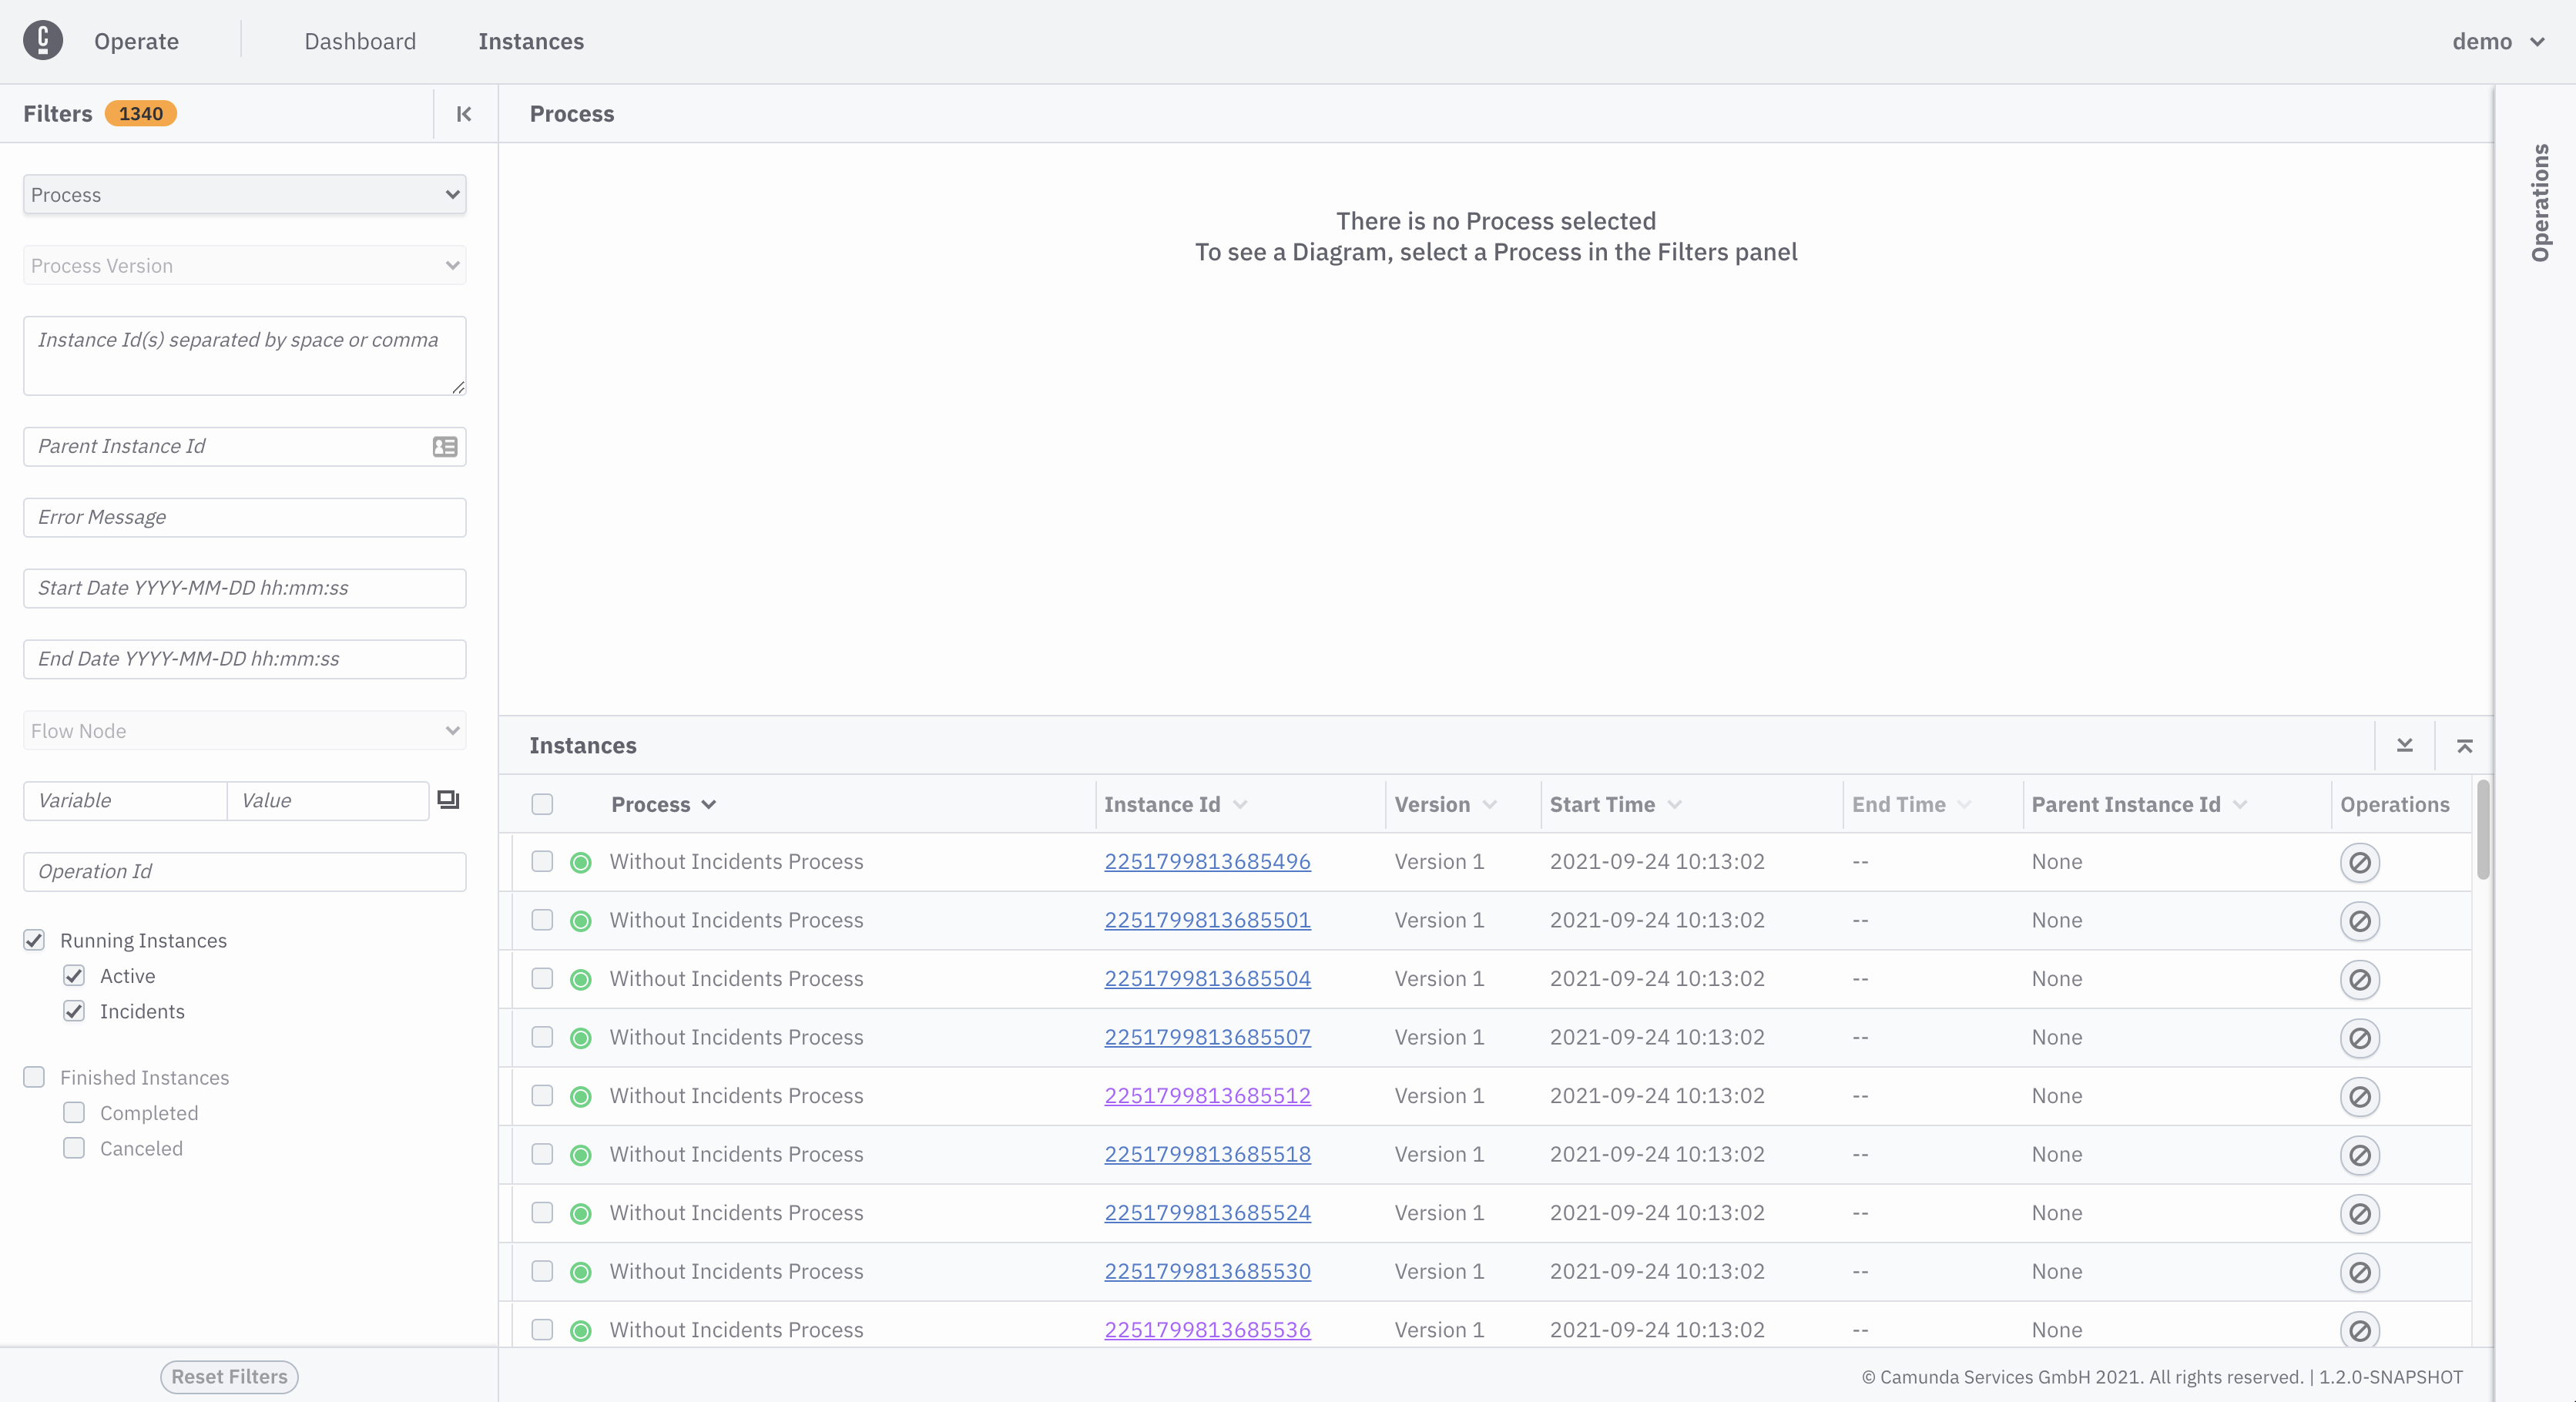 Operate
Dashboard
Instances
demo
Filters 1340
Process
Process Version
Instance Id(s) separated by space or comma
Parent Instance Id
Error Message
Start Date YYYY-MM-DD hh:mm:ss
End Date YYYY-MM-DD hh:mm:ss
Flow Node
Variable Value
Operation Id
Running Instances
Active
Incidents
Finished Instances
Completed
Canceled
Reset Filters
Process
There is no Process selected
To see a Diagram, select a Process in the Filters panel
Instances
Process Instance Id Version Start Time End Time Parent Instance Id Operations
Without Incidents Process 2251799813685496 Version 1 2021-09-24 10:13:02 -- None
Without Incidents Process 2251799813685501 Version 1 2021-09-24 10:13:02 -- None
Without Incidents Process 2251799813685504 Version 1 2021-09-24 10:13:02 -- None
Without Incidents Process 2251799813685507 Version 1 2021-09-24 10:13:02 -- None
Without Incidents Process 2251799813685512 Version 1 2021-09-24 10:13:02 -- None
Without Incidents Process 2251799813685518 Version 1 2021-09-24 10:13:02 -- None
Without Incidents Process 2251799813685524 Version 1 2021-09-24 10:13:02 -- None
Without Incidents Process 2251799813685530 Version 1 2021-09-24 10:13:02 -- None
Without Incidents Process 2251799813685536 Version 1 2021-09-24 10:13:02 -- None
© Camunda Services GmbH 2021. All rights reserved. | 1.2.0-SNAPSHOT
Operations